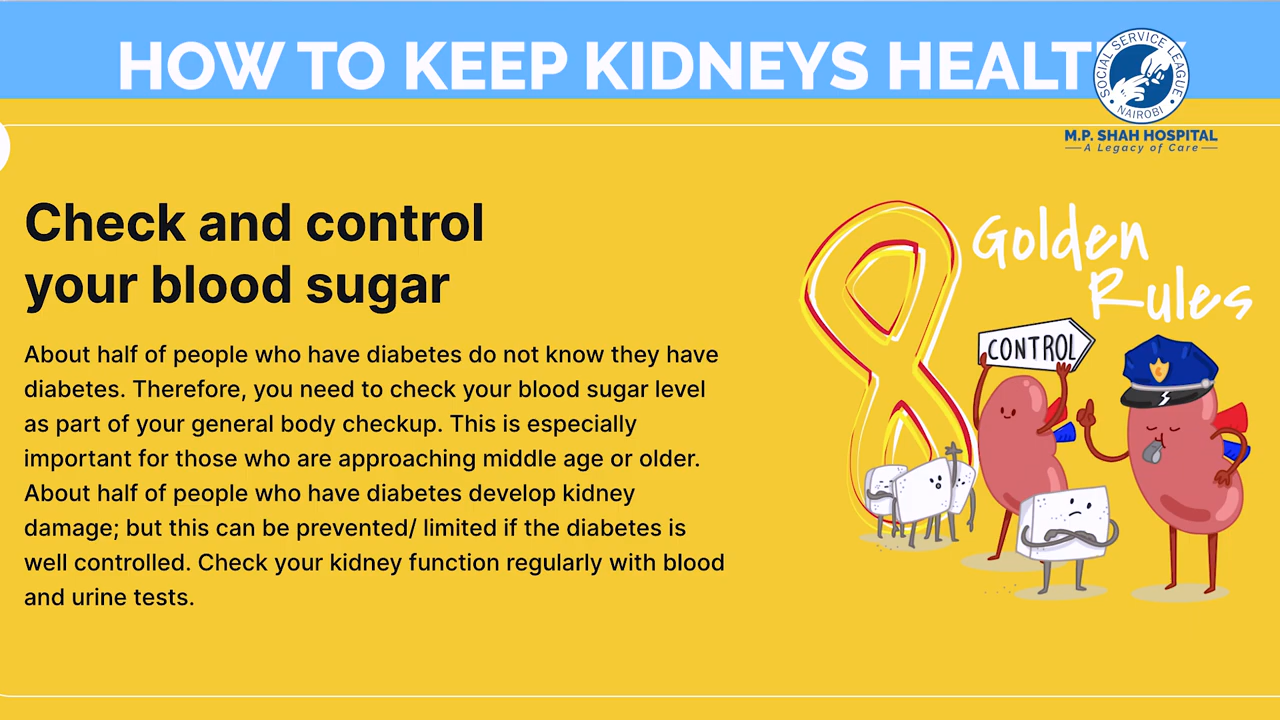 HOW TO KEEP KIDNEYS HEALT
SOCIAL SERVICE LEAGUE
NAIROBI
M.P. SHAH HOSPITAL
A Legacy of Care
Check and control
your blood sugar
About half of people who have diabetes do not know they have
diabetes. Therefore, you need to check your blood sugar level
as part of your general body checkup. This is especially
important for those who are approaching middle age or older.
About half of people who have diabetes develop kidney
damage; but this can be prevented/ limited if the diabetes is
well controlled. Check your kidney function regularly with blood
and urine tests.
8 Golden
Rules
CONTROL